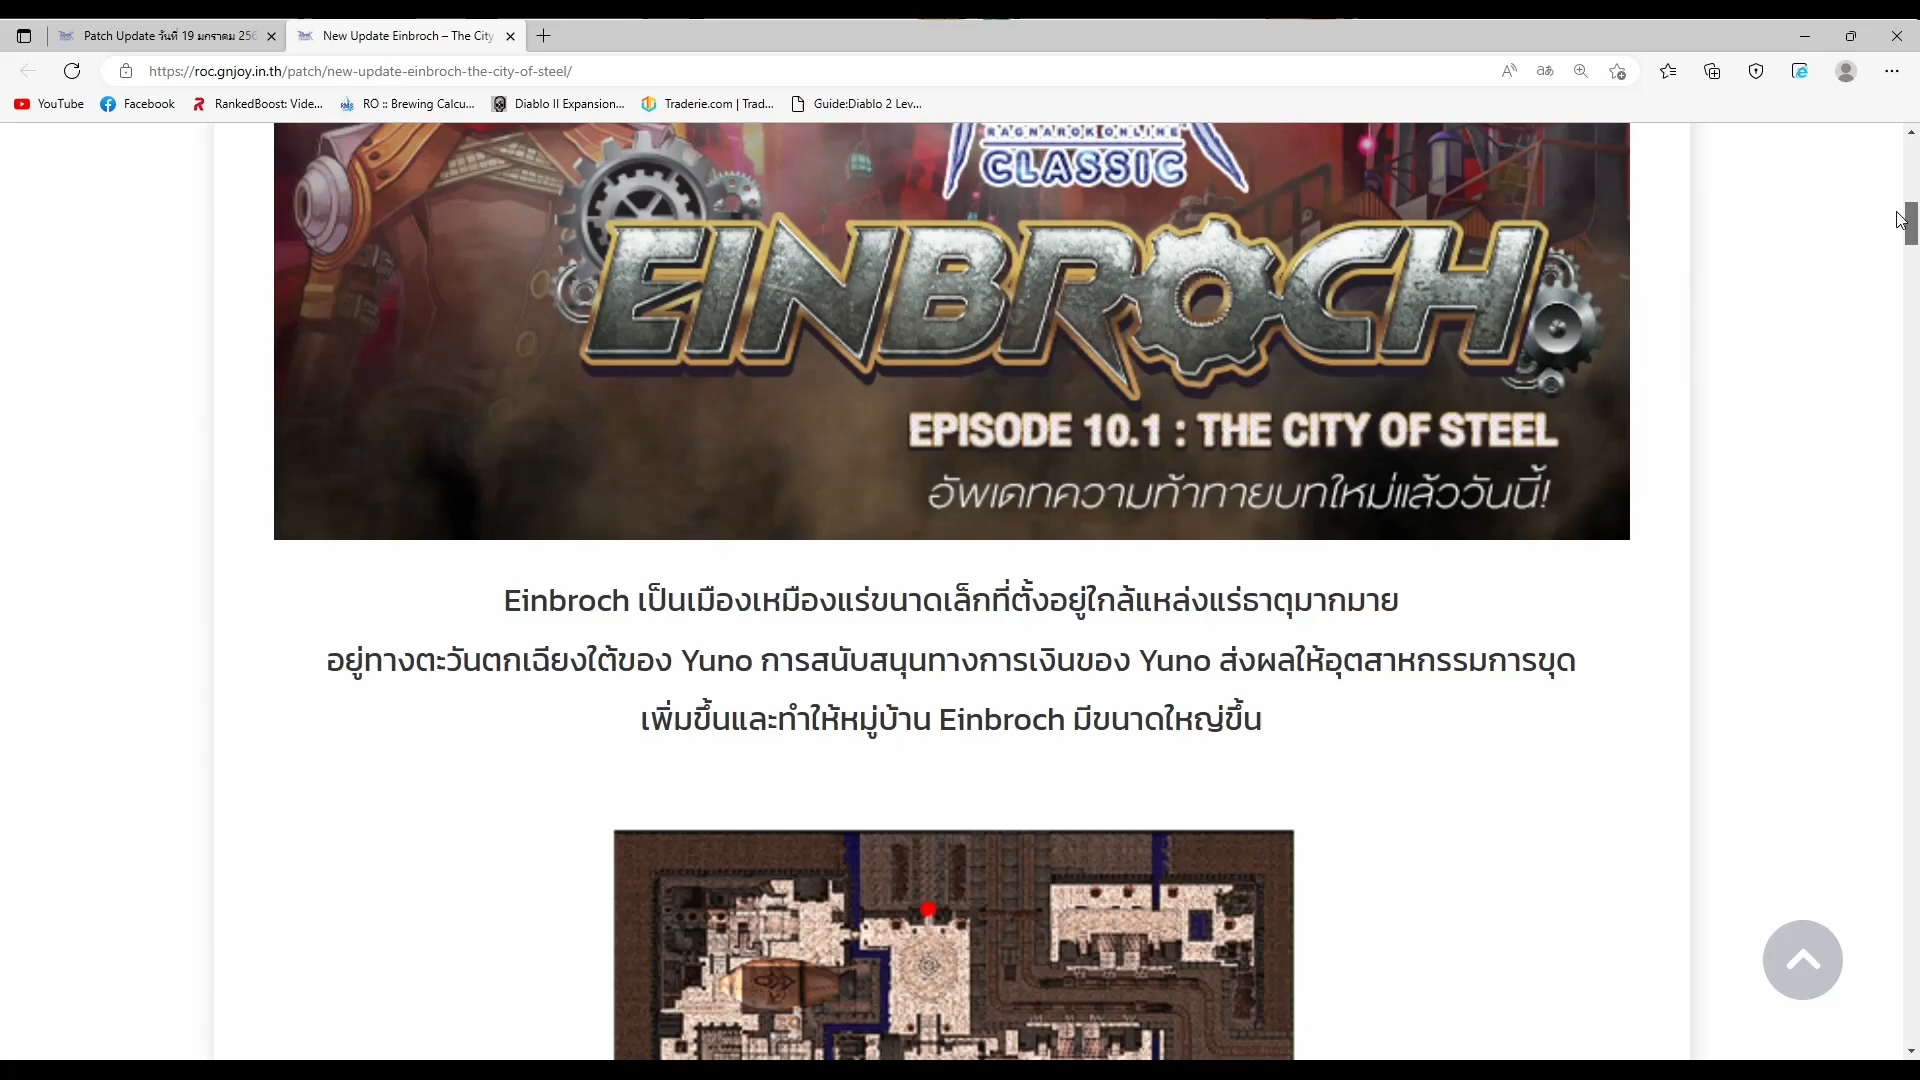 Patch Update วันที่ 19 มกราคม 256
New Update Einbroch – The City
https://roc.gnjoy.in.th/patch/new-update-einbroch-the-city-of-steel/
YouTube
Facebook
RankedBoost: Vide...
RO :: Brewing Calcu...
Diablo II Expansion...
Traderie.com | Trad...
Guide:Diablo 2 Lev...
RAGNAROK ONLINE
CLASSIC
EINBROCH
EPISODE 10.1 : THE CITY OF STEEL
อัพเดทความท้าทายบทใหม่แล้ววันนี้!
Einbroch เป็นเมืองเหมืองแร่ขนาดเล็กที่ตั้งอยู่ใกล้แหล่งแร่ธาตุมากมาย
อยู่ทางตะวันตกเฉียงใต้ของ Yuno การสนับสนุนทางการเงินของ Yuno ส่งผลให้อุตสาหกรรมการขุด
เพิ่มขึ้นและทำให้หมู่บ้าน Einbroch มีขนาดใหญ่ขึ้น